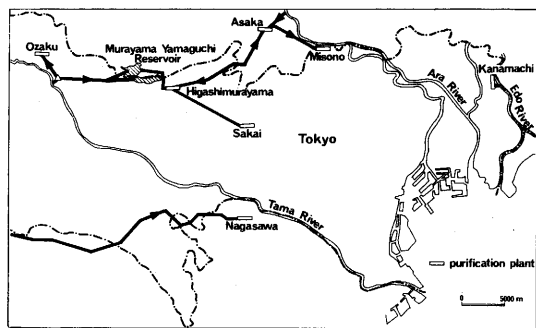 Asaka
Ozaku
Murayama Yamaguchi
Reservoir
Misono
Kanamachi
Higashimurayama
Ara River
Edo River
Sakai
Tokyo
Tama River
Nagasawa
purification plant
0 5000 m